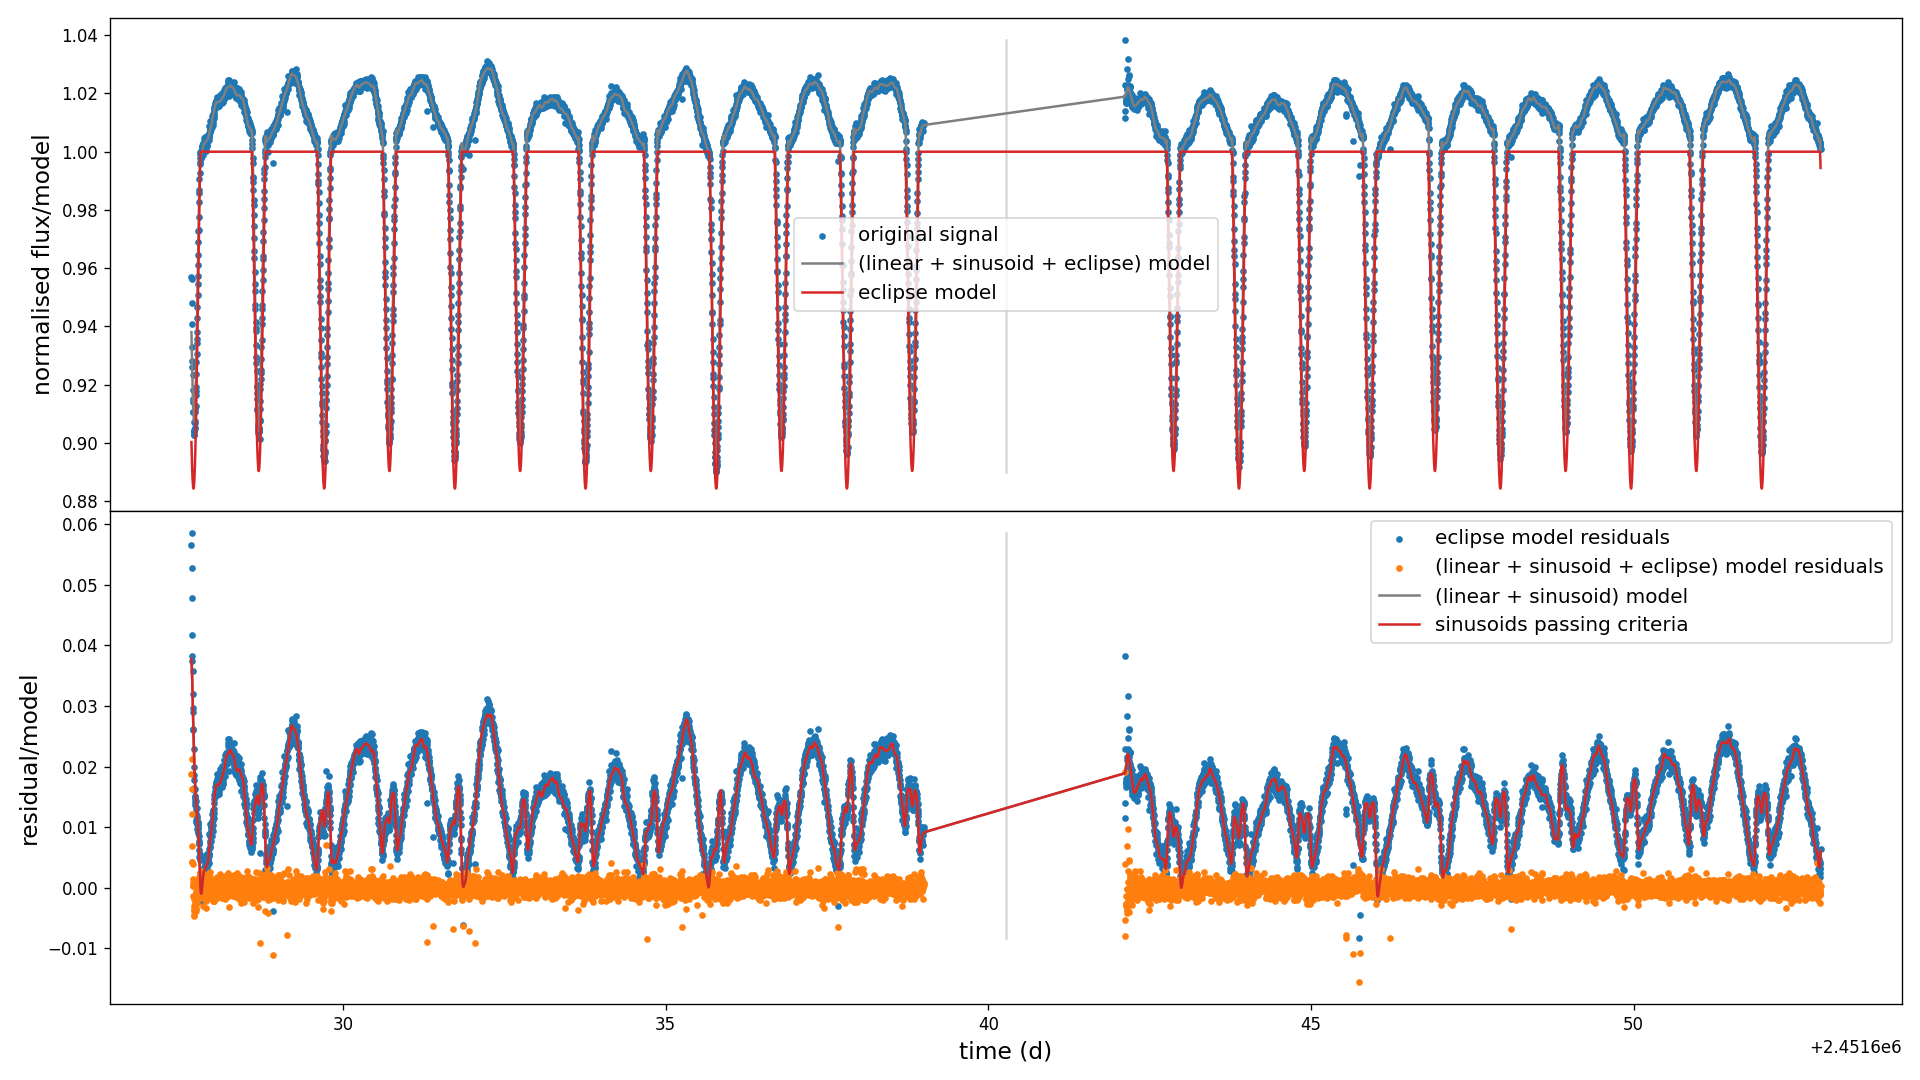 1.04
1.02
1.00
0.98
0.96
0.94
0.92
0.90
0.88
normalised flux/model
original signal
(linear + sinusoid + eclipse) model
eclipse model
0.06
0.05
0.04
0.03
0.02
0.01
0.00
−0.01
residual/model
eclipse model residuals
(linear + sinusoid + eclipse) model residuals
(linear + sinusoid) model
sinusoids passing criteria
30 35 40 45 50
time (d)
+2.4516e6